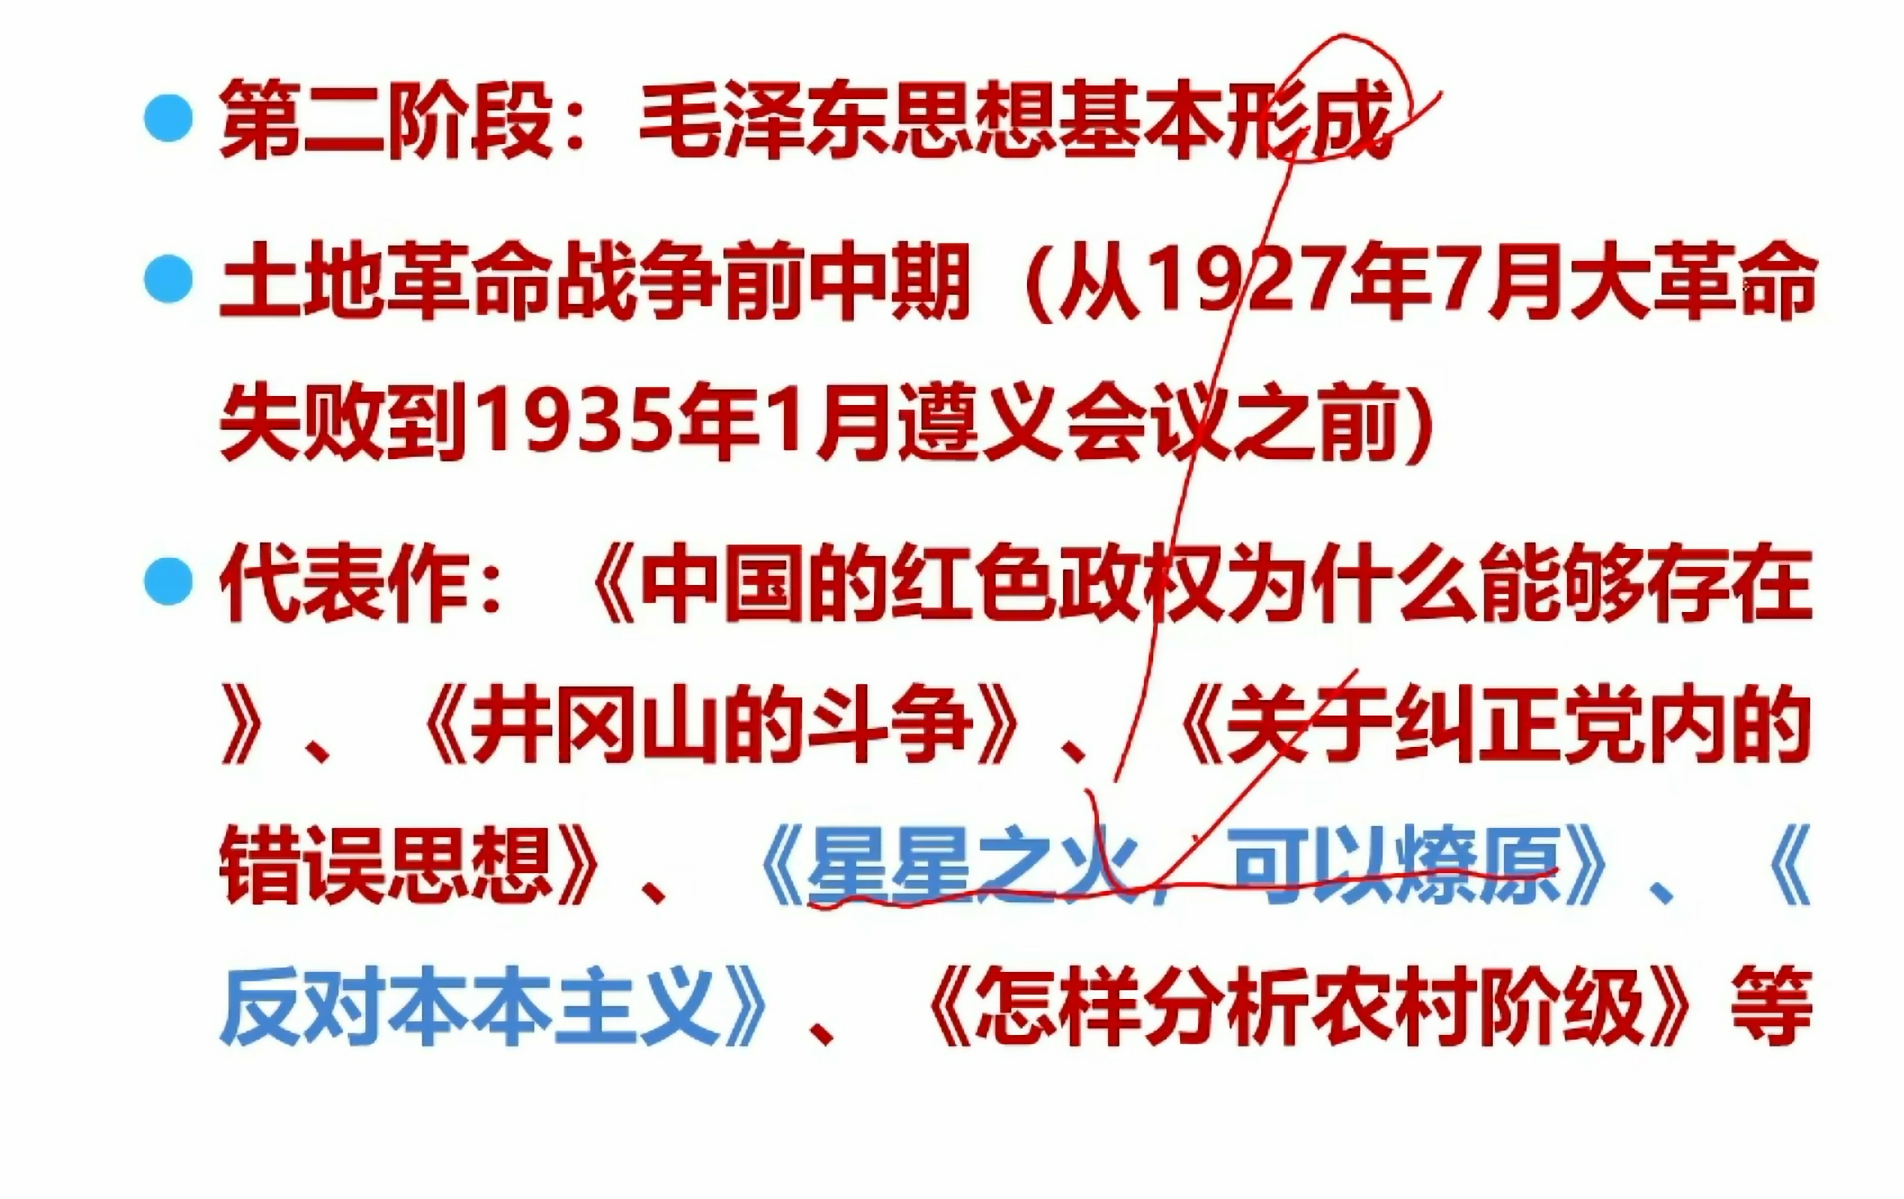 第二阶段：毛泽东思想基本形成
土地革命战争前中期（从1927年7月大革命
失败到1935年1月遵义会议之前）
代表作：《中国的红色政权为什么能够存在
》、《井冈山的斗争》、《关于纠正党内的
错误思想》、《星星之火，可以燎原》、《
反对本本主义》、《怎样分析农村阶级》等